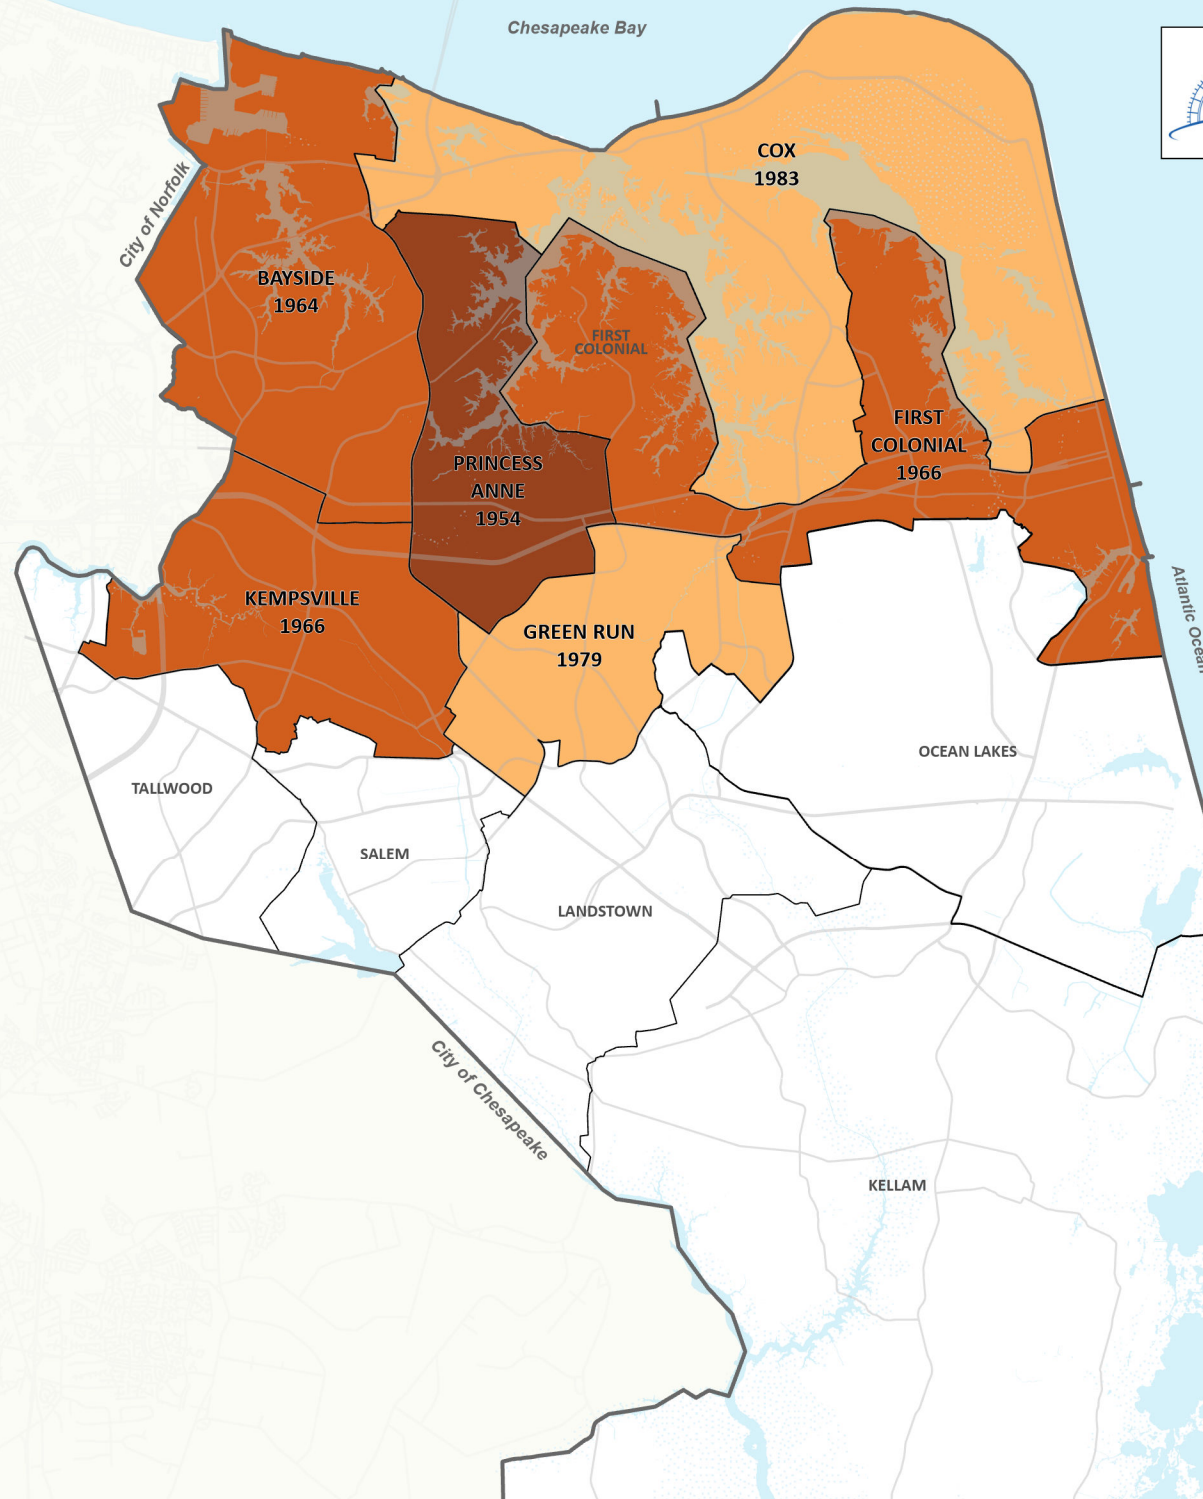 Chesapeake Bay
COX
1983
City of Norfolk
BAYSIDE
1964
FIRST
COLONIAL
FIRST
COLONIAL
1966
PRINCESS
ANNE
1954
KEMPSVILLE
1966
GREEN RUN
1979
Atlantic Ocean
OCEAN LAKES
TALLWOOD
SALEM
LANDSTOWN
City of Chesapeake
KELLAM